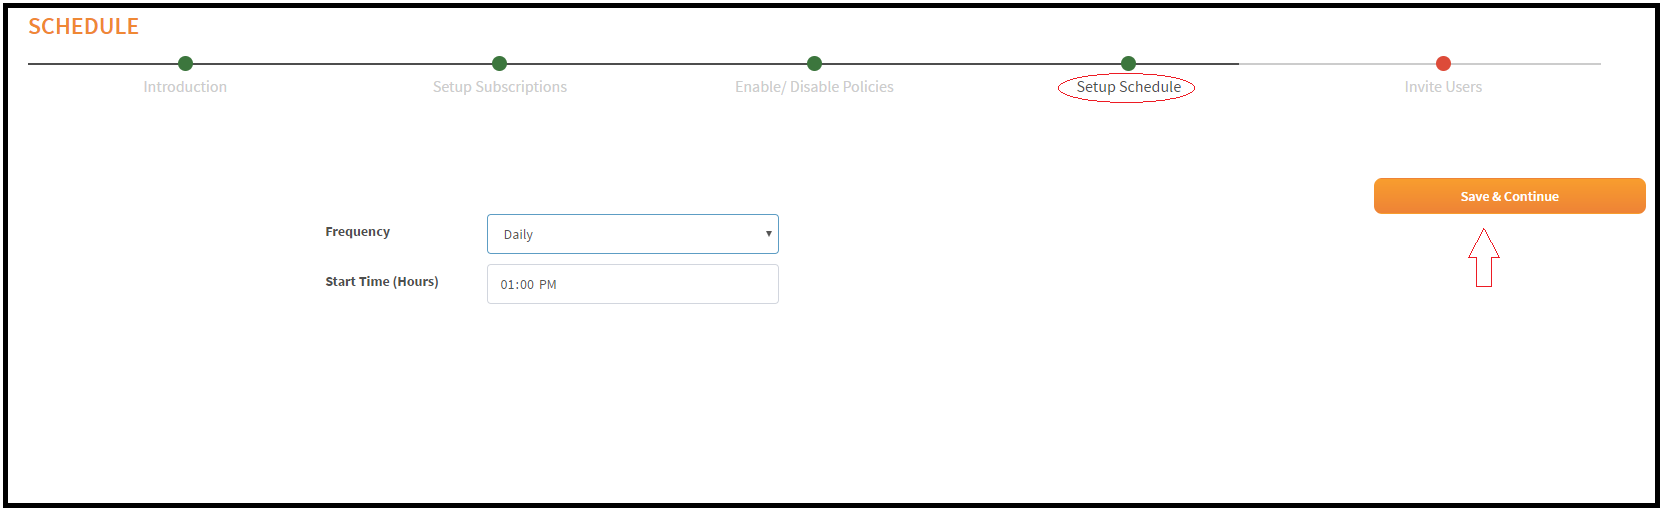 SCHEDULE
Introduction
Setup Subscriptions
Enable/ Disable Policies
Setup Schedule
Invite Users
Save & Continue
Frequency
Daily
Start Time (Hours)
01:00 PM